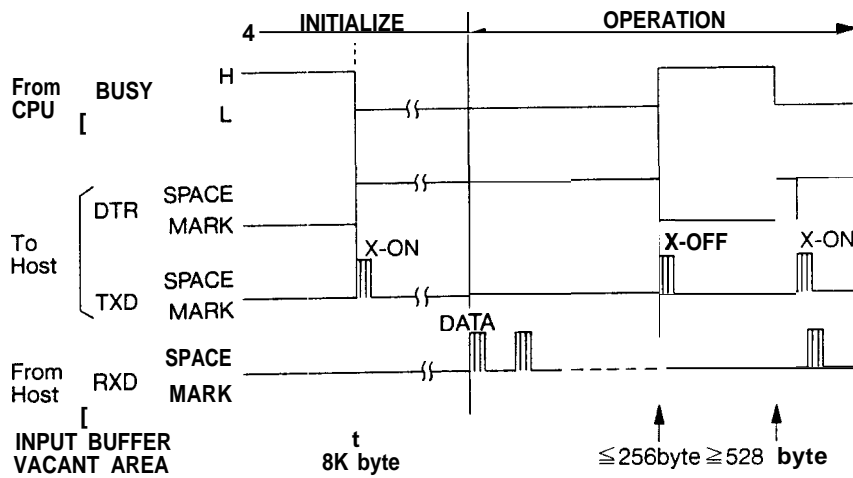 4 INITIALIZE OPERATION
From CPU BUSY H
L
[
To Host DTR SPACE
MARK
X-ON X-OFF X-ON
TXD SPACE
MARK
DATA
From Host RXD SPACE
MARK
[
INPUT BUFFER VACANT AREA
t
8K byte
≦256byte ≧528 byte